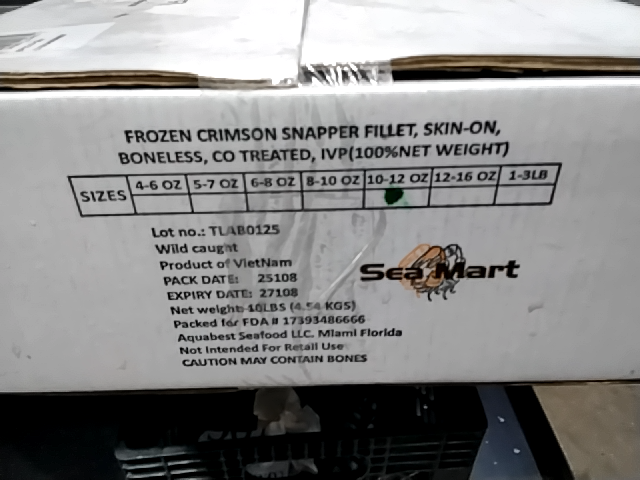 FROZEN CRIMSON SNAPPER FILLET, SKIN-ON,
BONELESS, CO TREATED, IVP(100%NET WEIGHT)
SIZES 4-6 OZ 5-7 OZ 6-8 OZ 8-10 OZ 10-12 OZ 12-16 OZ 1-3LB
Lot no.: TLAB0125
Wild caught
Product of VietNam
PACK DATE: 25108
EXPIRY DATE: 27108
Sea Mart
Net weight 10LBS (4.54 KGS)
Packed for FDA # 17393486666
Aquabest Seafood LLC. Miami Florida
Not Intended For Retail Use
CAUTION MAY CONTAIN BONES